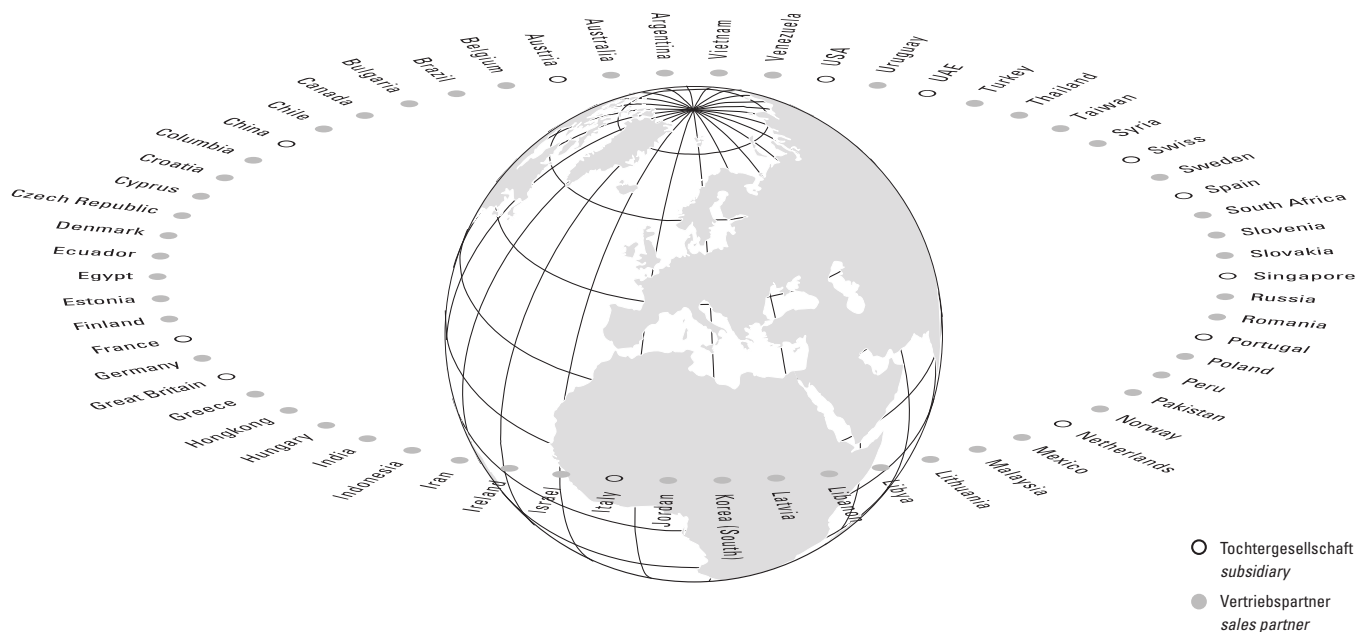 Argentina
Vietnam
Venezuela
USA
Uruguay
UAE
Turkey
Thailand
Taiwan
Syria
Swiss
Sweden
Spain
South Africa
Slovenia
Slovakia
Singapore
Russia
Romania
Portugal
Poland
Peru
Pakistan
Norway
Netherlands
Mexico
Malaysia
Lithuania
Libya
Libanon
Latvia
Korea (South)
Jordan
Italy
Israel
Ireland
Iran
Indonesia
India
Hungary
Hongkong
Greece
Great Britain
Germany
France
Finland
Estonia
Egypt
Ecuador
Denmark
Czech Republic
Cyprus
Croatia
Columbia
China
Chile
Canada
Bulgaria
Brazil
Belgium
Austria
Australia
Tochtergesellschaft
subsidiary
Vertriebspartner
sales partner